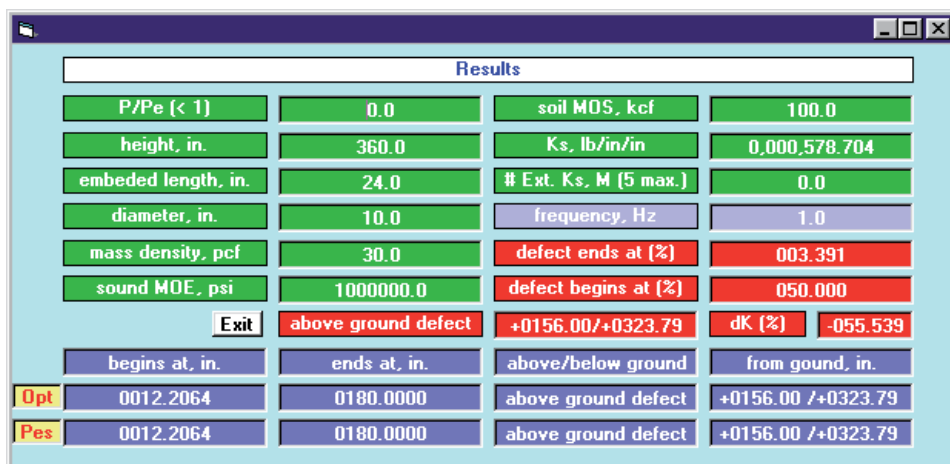 Results
P/Pe (< 1) 0.0 soil MOS, kcf 100.0
height, in. 360.0 Ks, lb/in/in 0,000,578.704
embeded length, in. 24.0 # Ext. Ks, M (5 max.) 0.0
diameter, in. 10.0 frequency, Hz 1.0
mass density, pcf 30.0 defect ends at (%) 003.391
sound MOE, psi 1000000.0 defect begins at (%) 050.000
Exit above ground defect +0156.00/+0323.79 dK (%) -055.539
begins at, in. ends at, in. above/below ground from gound, in.
Opt 0012.2064 0180.0000 above ground defect +0156.00 /+0323.79
Pes 0012.2064 0180.0000 above ground defect +0156.00 /+0323.79